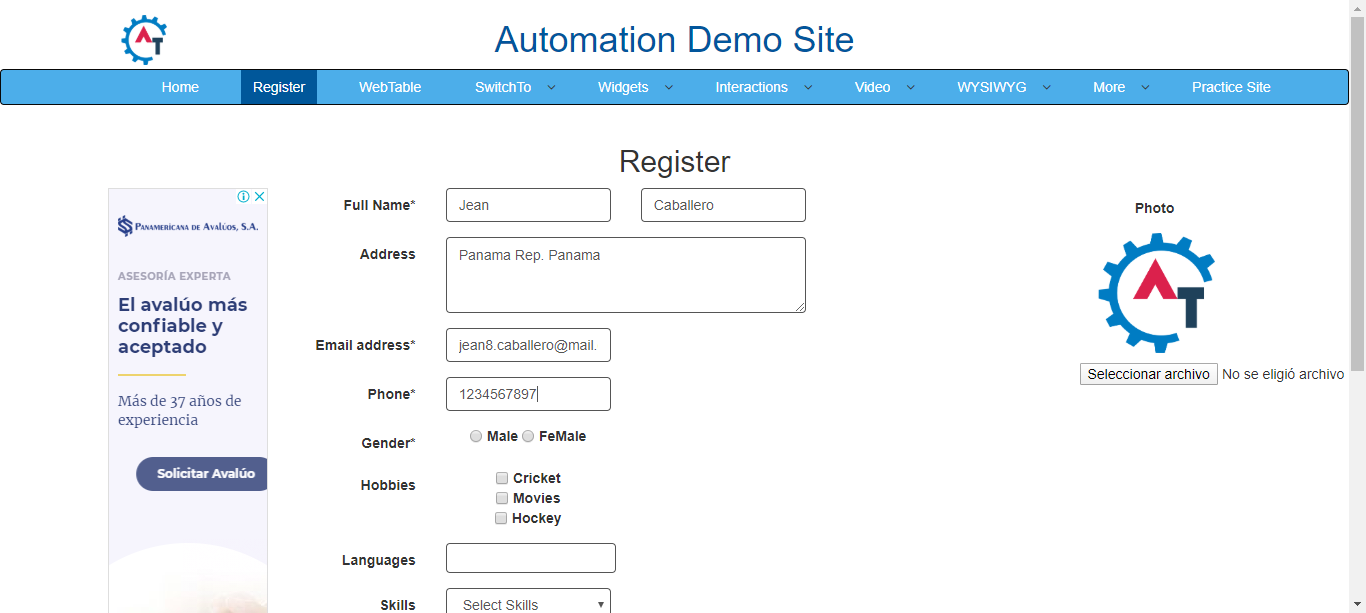 AT
Automation Demo Site
Home Register WebTable SwitchTo Widgets Interactions Video WYSIWYG More Practice Site
Register
PANAMERICANA DE AVALÚOS, S.A.
ASESORÍA EXPERTA
El avalúo más
confiable y
aceptado
Más de 37 años de
experiencia
Solicitar Avalúo
Full Name* Jean Caballero
Address Panama Rep. Panama
Email address* jean8.caballero@mail.
Phone* 1234567897
Gender* Male FeMale
Hobbies Cricket
Movies
Hockey
Languages
Skills Select Skills
Photo
AT
Seleccionar archivo No se eligió archivo